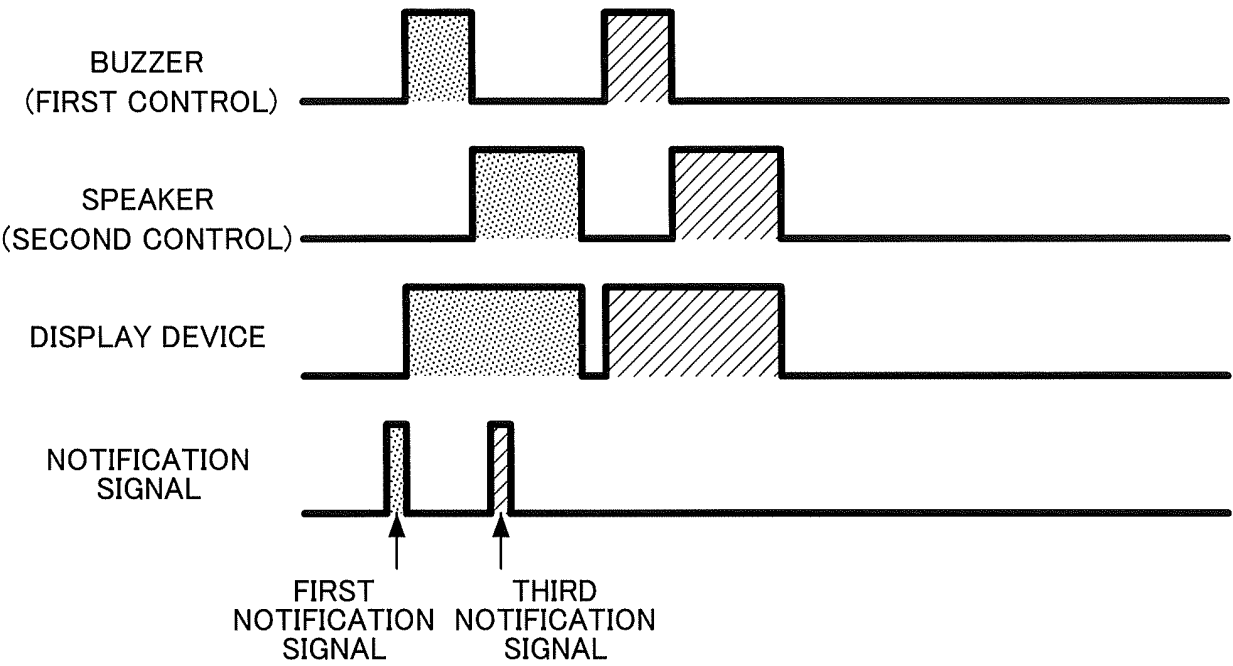 BUZZER
(FIRST CONTROL)
SPEAKER
(SECOND CONTROL)
DISPLAY DEVICE
NOTIFICATION
SIGNAL
FIRST
NOTIFICATION
SIGNAL
THIRD
NOTIFICATION
SIGNAL